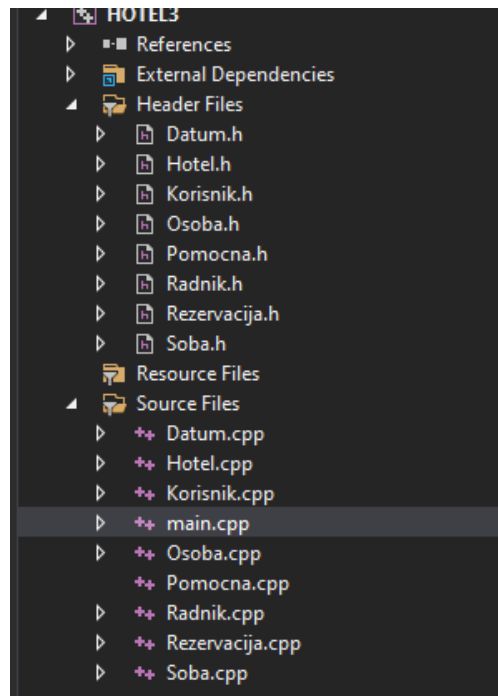 HOTEL3
References
External Dependencies
Header Files
Datum.h
Hotel.h
Korisnik.h
Osoba.h
Pomocna.h
Radnik.h
Rezervacija.h
Soba.h
Resource Files
Source Files
Datum.cpp
Hotel.cpp
Korisnik.cpp
main.cpp
Osoba.cpp
Pomocna.cpp
Radnik.cpp
Rezervacija.cpp
Soba.cpp